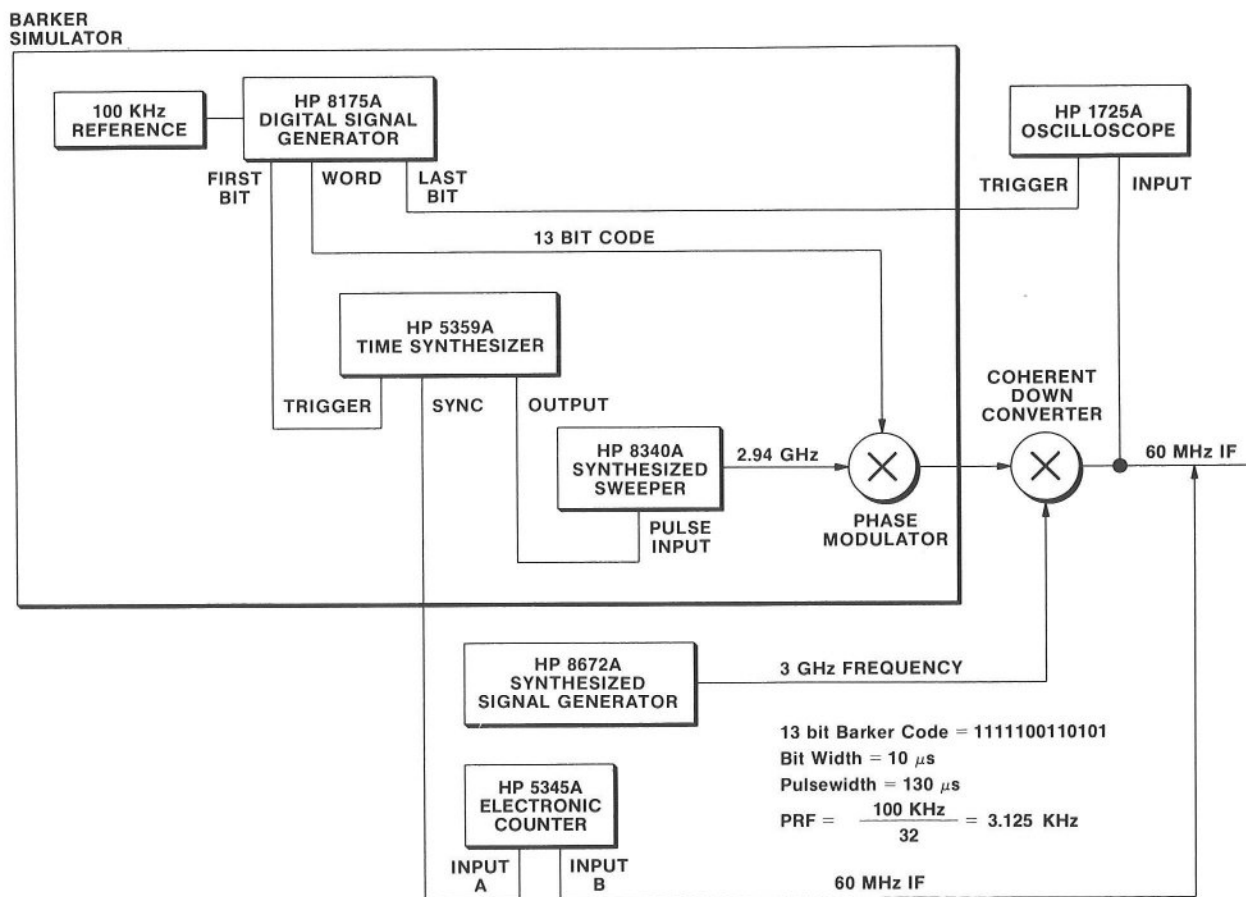 BARKER
SIMULATOR
100 KHz
REFERENCE
HP 8175A
DIGITAL SIGNAL
GENERATOR
HP 1725A
OSCILLOSCOPE
FIRST
BIT
WORD
LAST
BIT
TRIGGER
INPUT
13 BIT CODE
HP 5359A
TIME SYNTHESIZER
TRIGGER
SYNC
OUTPUT
COHERENT
DOWN
CONVERTER
HP 8340A
SYNTHESIZED
SWEEPER
2.94 GHz
60 MHz IF
PULSE
INPUT
PHASE
MODULATOR
HP 8672A
SYNTHESIZED
SIGNAL GENERATOR
3 GHz FREQUENCY
13 bit Barker Code = 1111100110101
Bit Width = 10 μs
Pulsewidth = 130 μs
PRF = 100 KHz / 32 = 3.125 KHz
HP 5345A
ELECTRONIC
COUNTER
INPUT
A
INPUT
B
60 MHz IF